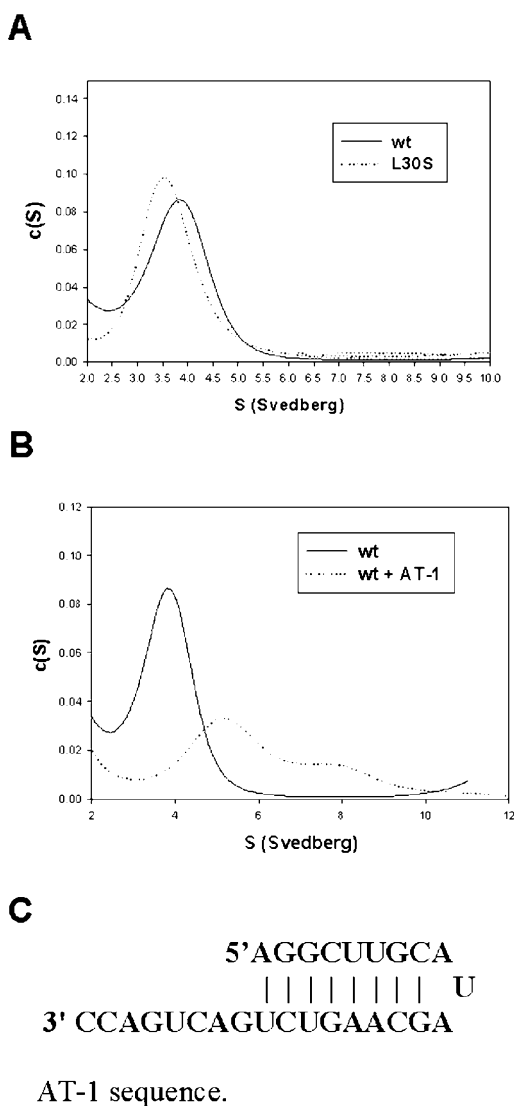 A
0.14
0.12
0.10
0.08
0.06
0.04
0.02
0.00
c(S)
wt
L30S
2.0 2.5 3.0 3.5 4.0 4.5 5.0 5.5 6.0 6.5 7.0 7.5 8.0 8.5 9.0 9.5 10.0
S (Svedberg)
B
0.12
0.10
0.08
0.06
0.04
0.02
0.00
c(S)
wt
wt + AT-1
2 4 6 8 10 12
S (Svedberg)
C
5'AGGCUUGCA
U
3' CCAGUCAGUCUGAACGA
AT-1 sequence.